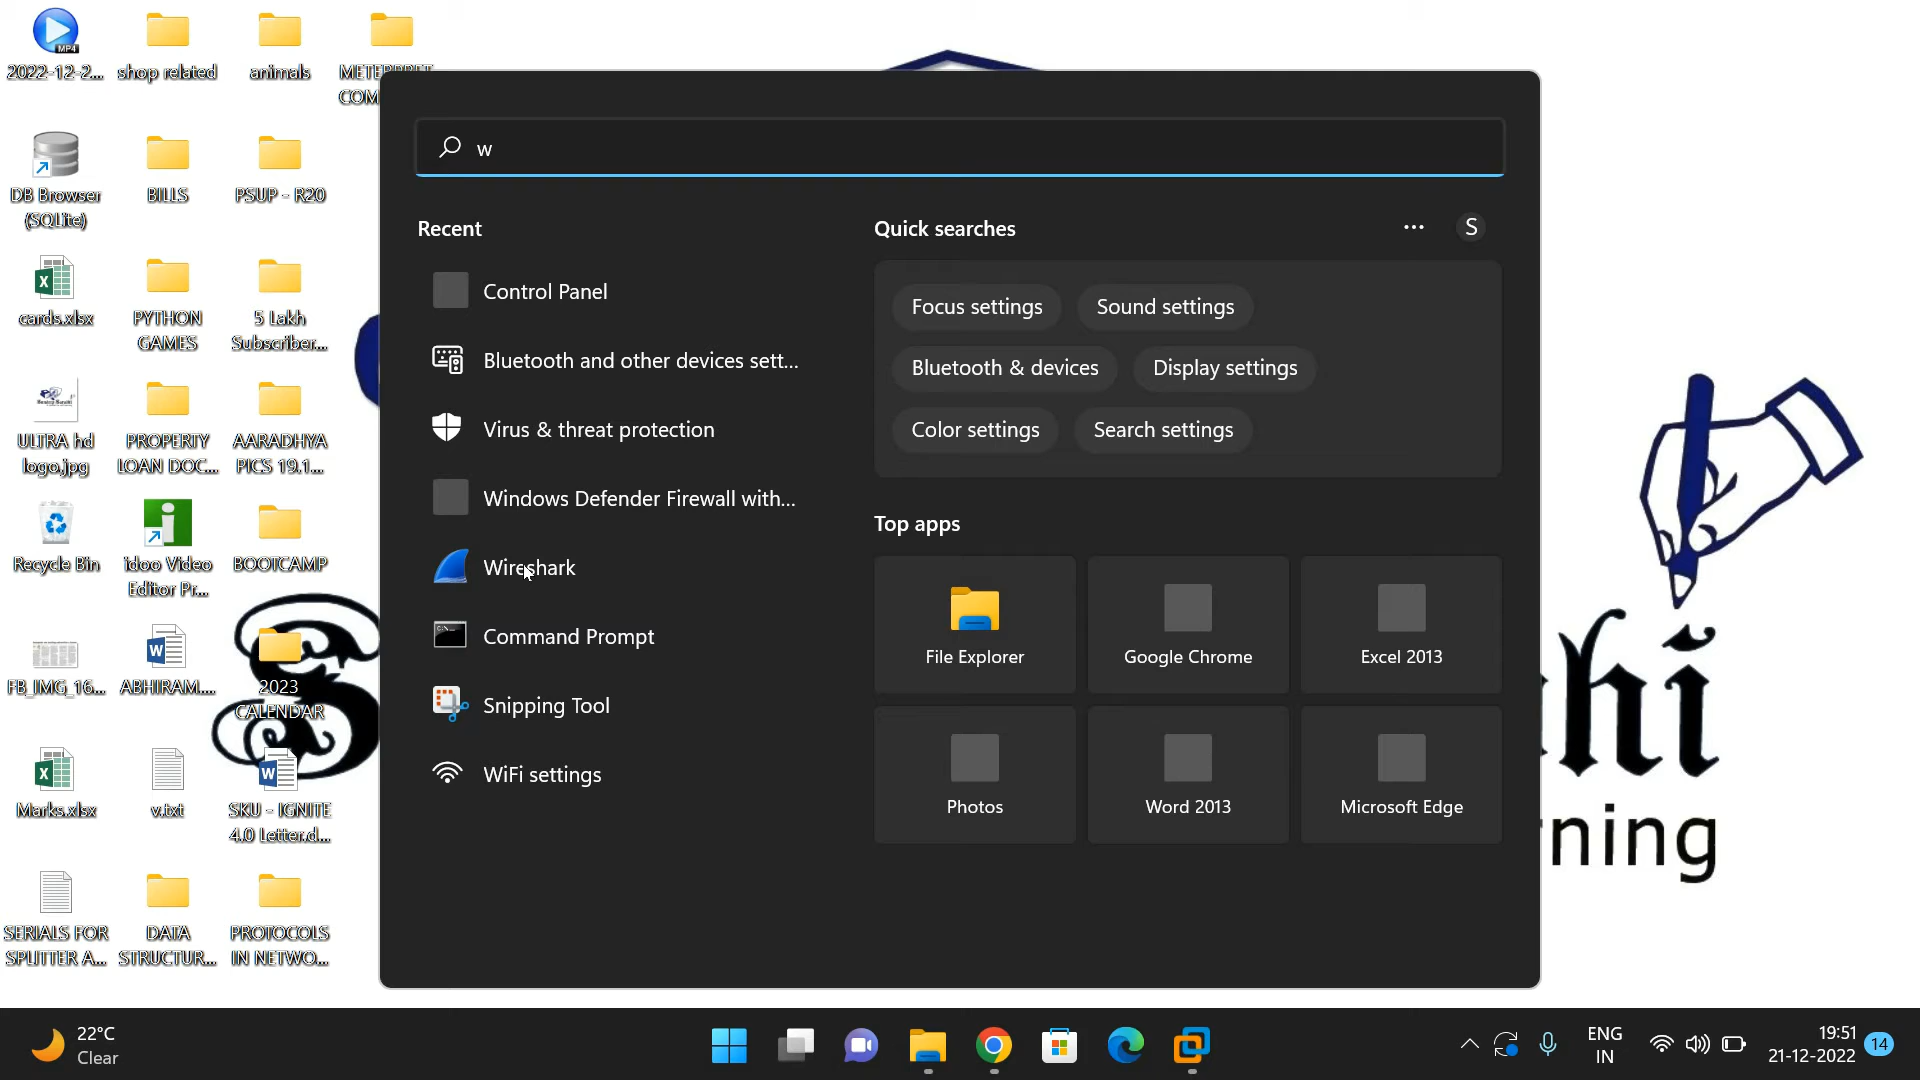 2022-12-2...
shop related
animals
w
DB Browser
(SQLite)
BILLS
PSUP - R20
Recent
Quick searches
S
Control Panel
Bluetooth and other devices sett...
Virus & threat protection
Windows Defender Firewall with...
Wireshark
Command Prompt
Snipping Tool
WiFi settings
Focus settings
Sound settings
Bluetooth & devices
Display settings
Color settings
Search settings
Top apps
File Explorer
Google Chrome
Excel 2013
Photos
Word 2013
Microsoft Edge
cards.xlsx
PYTHON
GAMES
5 Lakh
Subscriber...
ULTRA hd
logo.jpg
PROPERTY
LOAN DOC...
AARADHYA
PICS 19.1...
Recycle Bin
idoo Video
Editor Pr...
BOOTCAMP
FB_IMG_16...
ABHIRAM....
2023
CALENDAR
Marks.xlsx
v.txt
SKU - IGNITE
4.0 Letter.d...
SERIALS FOR
SPLITTER A...
DATA
STRUCTUR...
PROTOCOLS
IN NETWO...
22°C
Clear
ENG
IN
19:51
21-12-2022
14